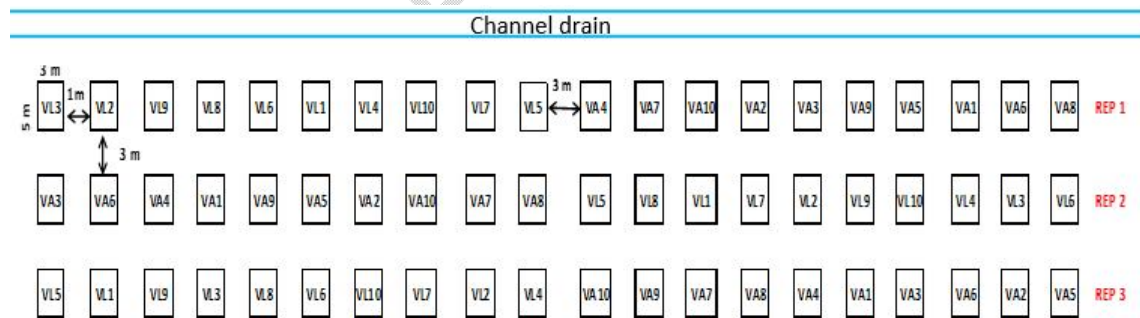 Channel drain
3 m
1m
3 m
5 m
VL3 VL2 VL9 VL8 VL6 VL1 VL4 VL10 VL7 VL5 VA4 VA7 VA10 VA2 VA3 VA9 VA5 VA1 VA6 VA8 REP 1
3 m
VA3 VA6 VA4 VA1 VA9 VA5 VA2 VA10 VA7 VA8 VL5 VL8 VL1 VL7 VL2 VL9 VL10 VL4 VL3 VL6 REP 2
VL5 VL1 VL9 VL3 VL8 VL6 VL10 VL7 VL2 VL4 VA10 VA9 VA7 VA8 VA4 VA1 VA3 VA6 VA2 VA5 REP 3